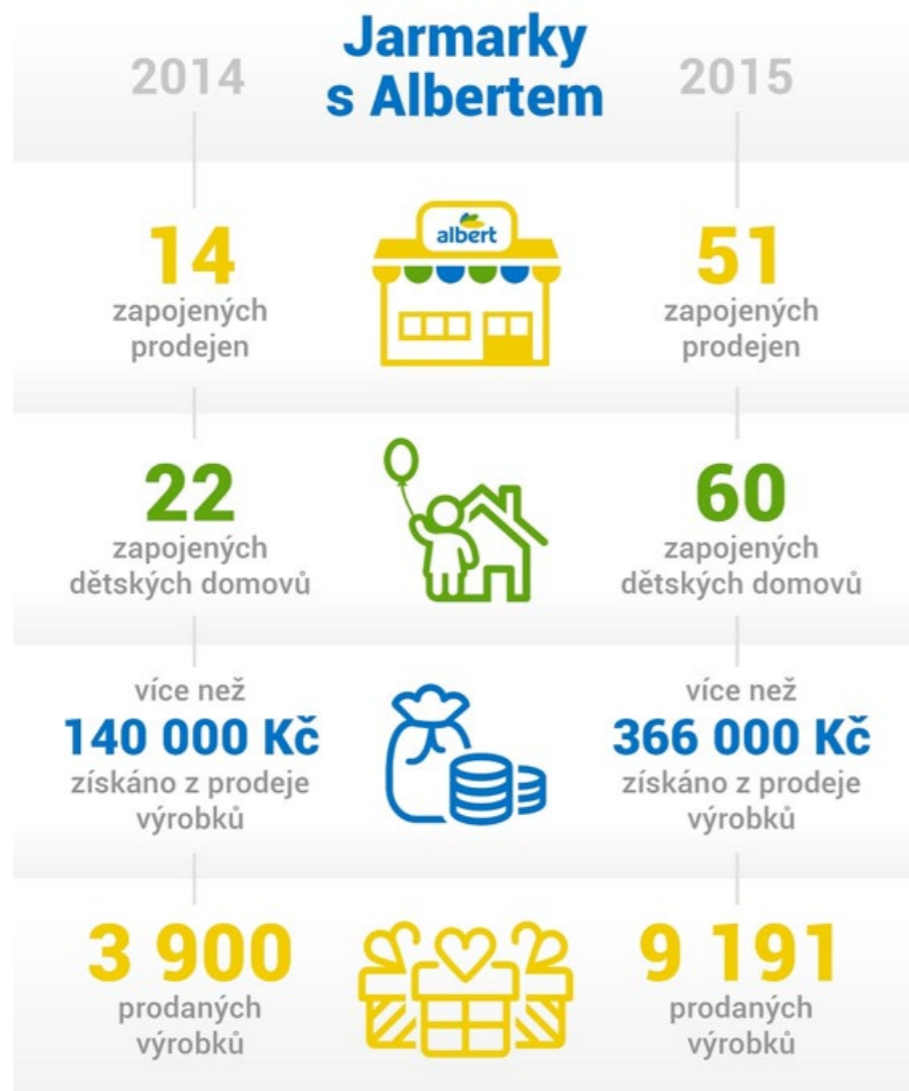 Jarmarky
s Albertem
2014
2015
albert
14
zapojených
prodejen
51
zapojených
prodejen
22
zapojených
dětských domovů
60
zapojených
dětských domovů
více než
140 000 Kč
získáno z prodeje
výrobků
více než
366 000 Kč
získáno z prodeje
výrobků
3 900
prodaných
výrobků
9 191
prodaných
výrobků